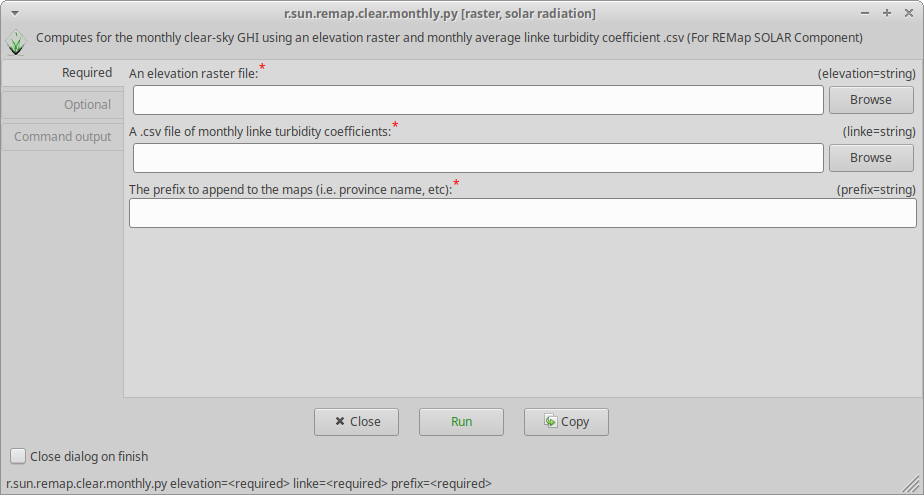 r.sun.remap.clear.monthly.py [raster, solar radiation]
Computes for the monthly clear-sky GHI using an elevation raster and monthly average linke turbidity coefficient .csv (For REMap SOLAR Component)
Required
Optional
Command output
An elevation raster file:* (elevation=string)
Browse
A .csv file of monthly linke turbidity coefficients:* (linke=string)
Browse
The prefix to append to the maps (i.e. province name, etc):* (prefix=string)
Close Run Copy
Close dialog on finish
r.sun.remap.clear.monthly.py elevation=<required> linke=<required> prefix=<required>